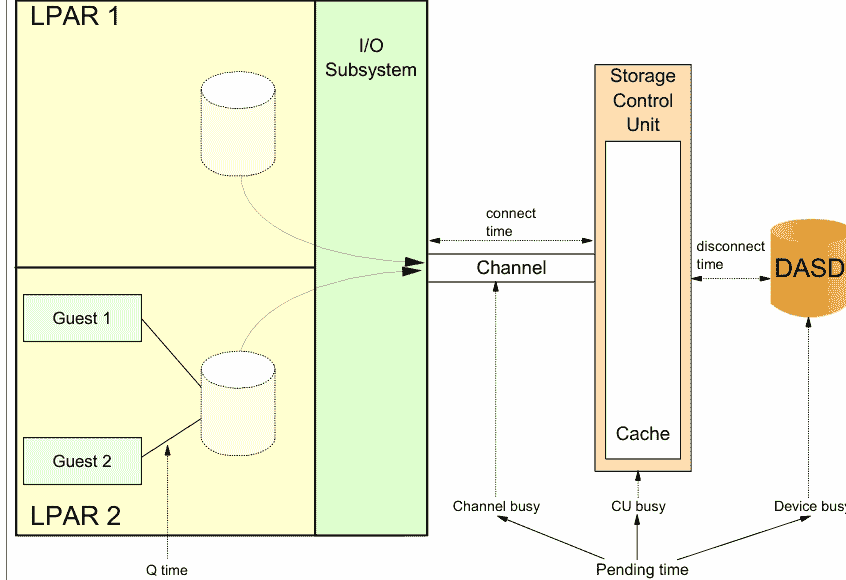 LPAR 1
I/O
Subsystem
Storage
Control
Unit
connect
time
Channel
disconnect
time
DASD
Guest 1
Guest 2
Cache
LPAR 2
Channel busy
CU busy
Device busy
Q time
Pending time